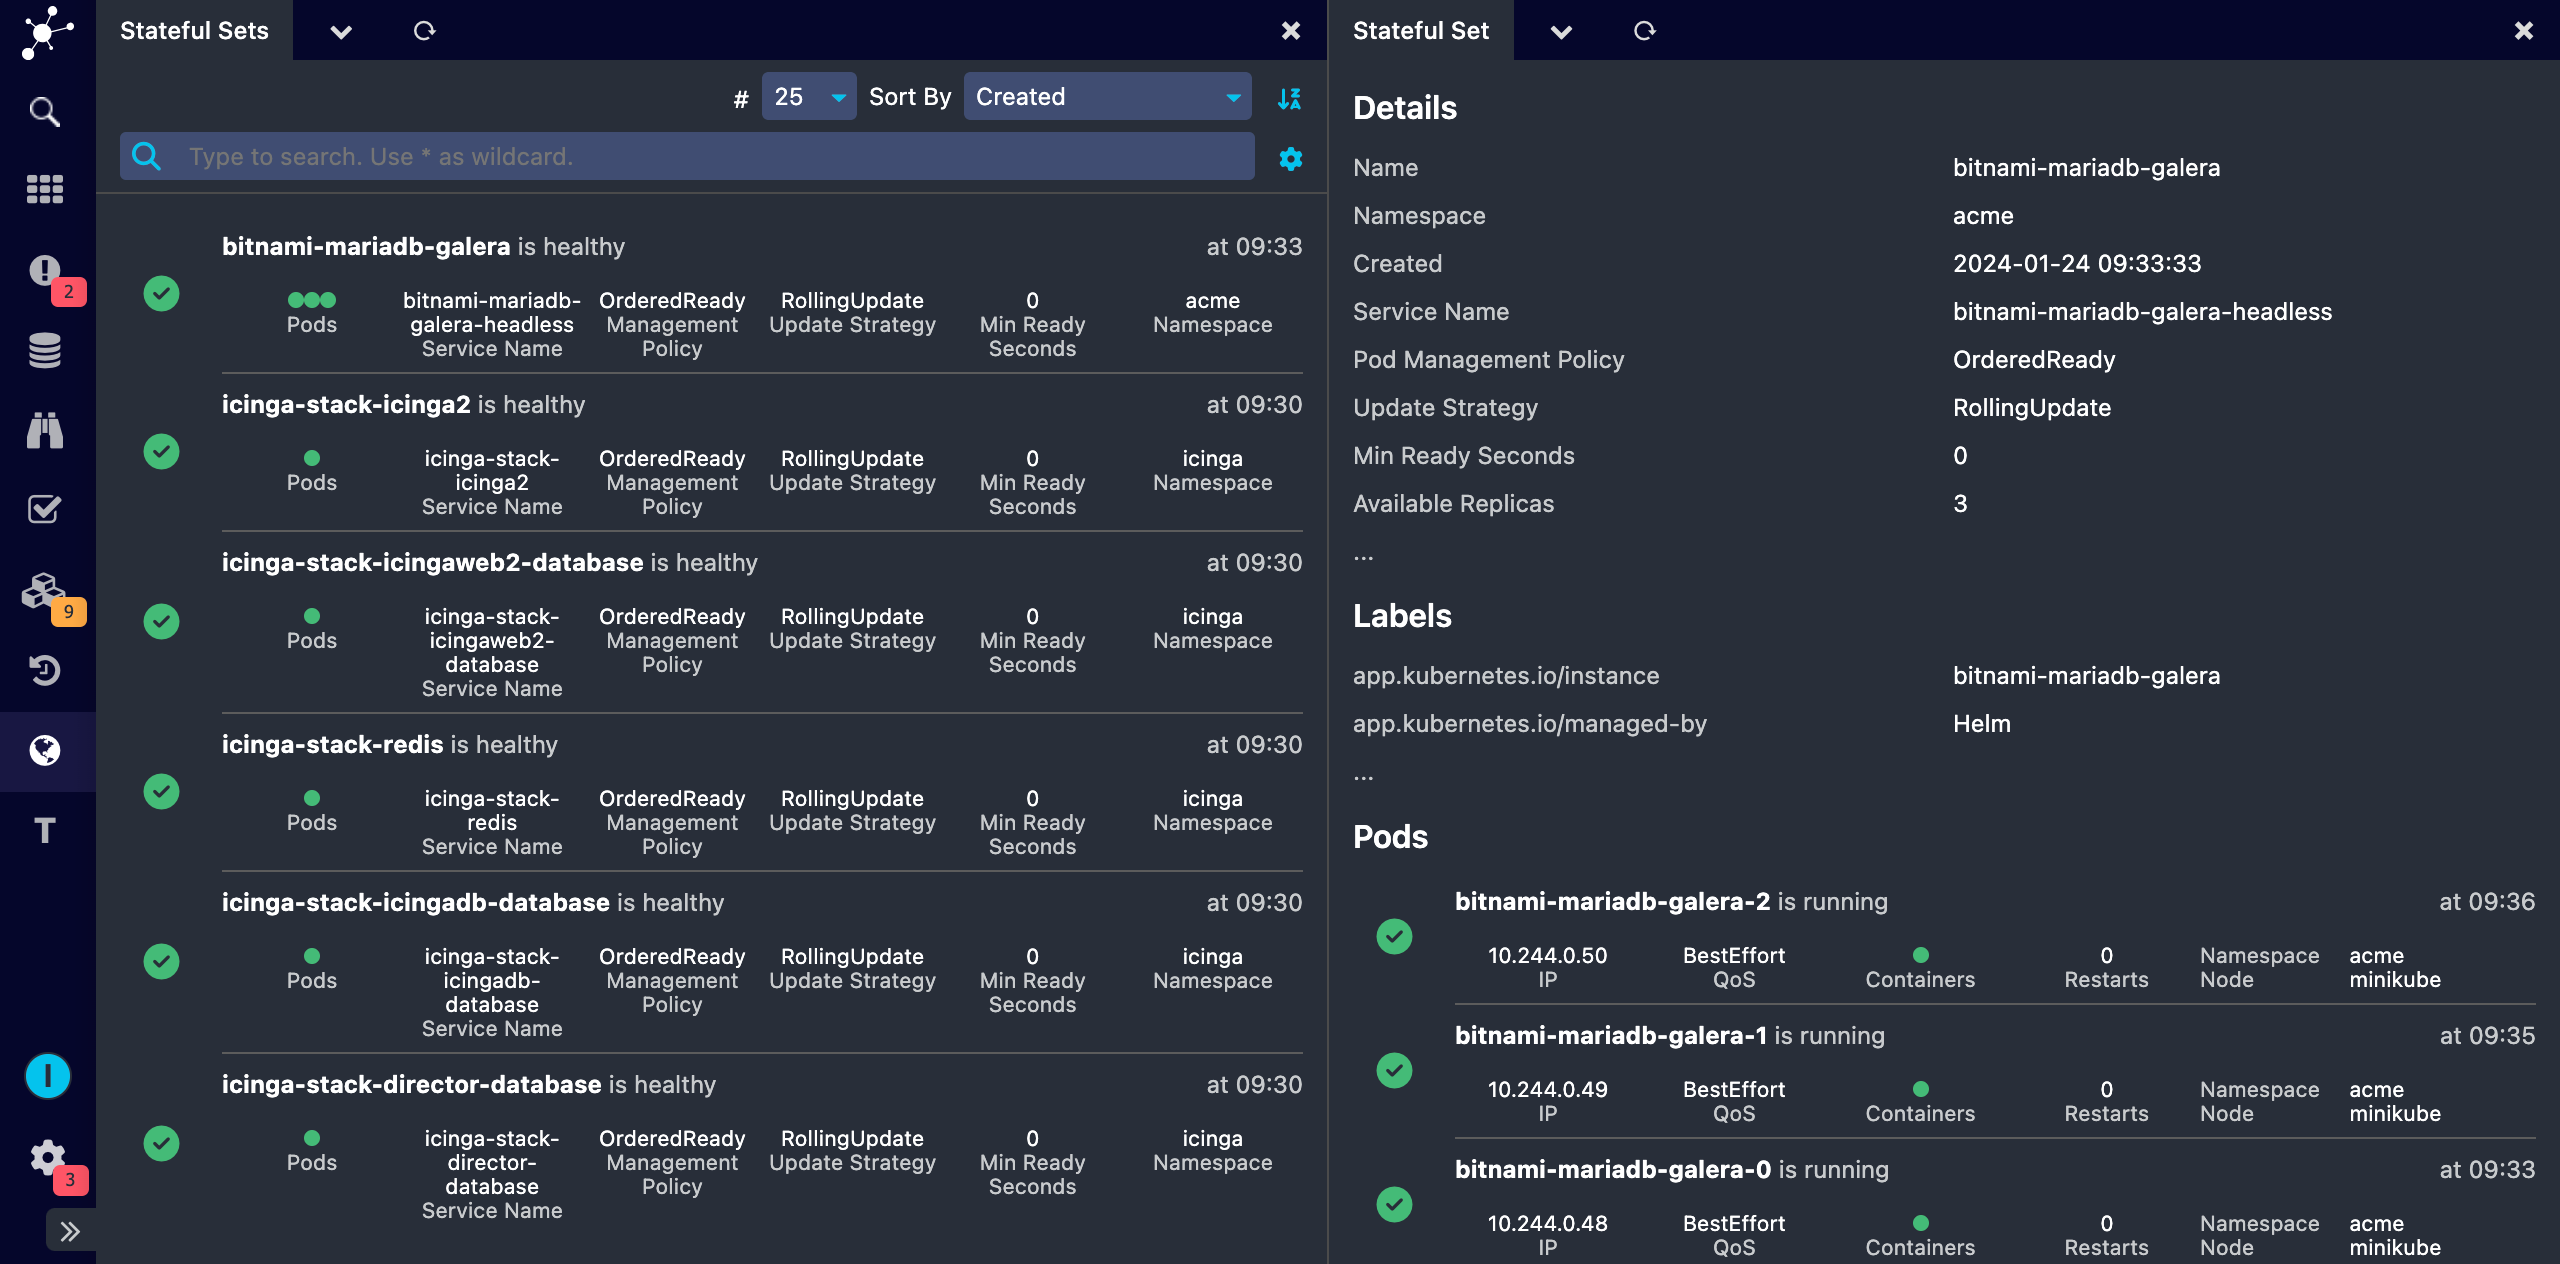 Stateful Sets
# 25 Sort By Created
Type to search. Use * as wildcard.
2
9
T
I
3
bitnami-mariadb-galera is healthy at 09:33
bitnami-mariadb- OrderedReady RollingUpdate 0 acme
Pods galera-headless Management Update Strategy Min Ready Namespace
Service Name Policy Seconds
icinga-stack-icinga2 is healthy at 09:30
icinga-stack- OrderedReady RollingUpdate 0 icinga
Pods icinga2 Management Update Strategy Min Ready Namespace
Service Name Policy Seconds
icinga-stack-icingaweb2-database is healthy at 09:30
icinga-stack- OrderedReady RollingUpdate 0 icinga
Pods icingaweb2- Management Update Strategy Min Ready Namespace
database Policy Seconds
Service Name
icinga-stack-redis is healthy at 09:30
icinga-stack- OrderedReady RollingUpdate 0 icinga
Pods redis Management Update Strategy Min Ready Namespace
Service Name Policy Seconds
icinga-stack-icingadb-database is healthy at 09:30
icinga-stack- OrderedReady RollingUpdate 0 icinga
Pods icingadb- Management Update Strategy Min Ready Namespace
database Policy Seconds
Service Name
icinga-stack-director-database is healthy at 09:30
icinga-stack- OrderedReady RollingUpdate 0 icinga
Pods director- Management Update Strategy Min Ready Namespace
database Policy Seconds
Service Name
Stateful Set
Details
Name bitnami-mariadb-galera
Namespace acme
Created 2024-01-24 09:33:33
Service Name bitnami-mariadb-galera-headless
Pod Management Policy OrderedReady
Update Strategy RollingUpdate
Min Ready Seconds 0
Available Replicas 3
...
Labels
app.kubernetes.io/instance bitnami-mariadb-galera
app.kubernetes.io/managed-by Helm
...
Pods
bitnami-mariadb-galera-2 is running at 09:36
10.244.0.50 BestEffort 0 Namespace acme
IP QoS Containers Restarts Node minikube
bitnami-mariadb-galera-1 is running at 09:35
10.244.0.49 BestEffort 0 Namespace acme
IP QoS Containers Restarts Node minikube
bitnami-mariadb-galera-0 is running at 09:33
10.244.0.48 BestEffort 0 Namespace acme
IP QoS Containers Restarts Node minikube